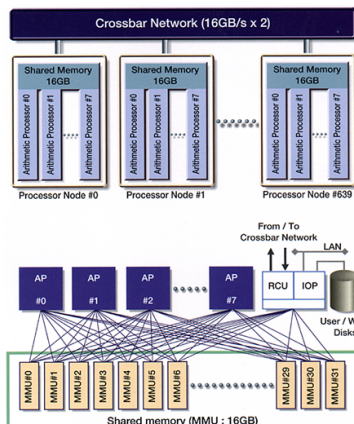 Crossbar Network (16GB/s x 2)
Shared Memory
16GB
Arithmetic Processor #0
Arithmetic Processor #1
Arithmetic Processor #7
Processor Node #0
Shared Memory
16GB
Arithmetic Processor #0
Arithmetic Processor #1
Arithmetic Processor #7
Processor Node #1
Shared Memory
16GB
Arithmetic Processor #0
Arithmetic Processor #1
Arithmetic Processor #7
Processor Node #639
From / To
Crossbar Network
LAN
AP
#0
AP
#1
AP
#2
AP
#7
RCU
IOP
User / W
Disks
MMU#0
MMU#1
MMU#2
MMU#3
MMU#4
MMU#5
MMU#6
MMU#29
MMU#30
MMU#31
Shared memory (MMU : 16GB)